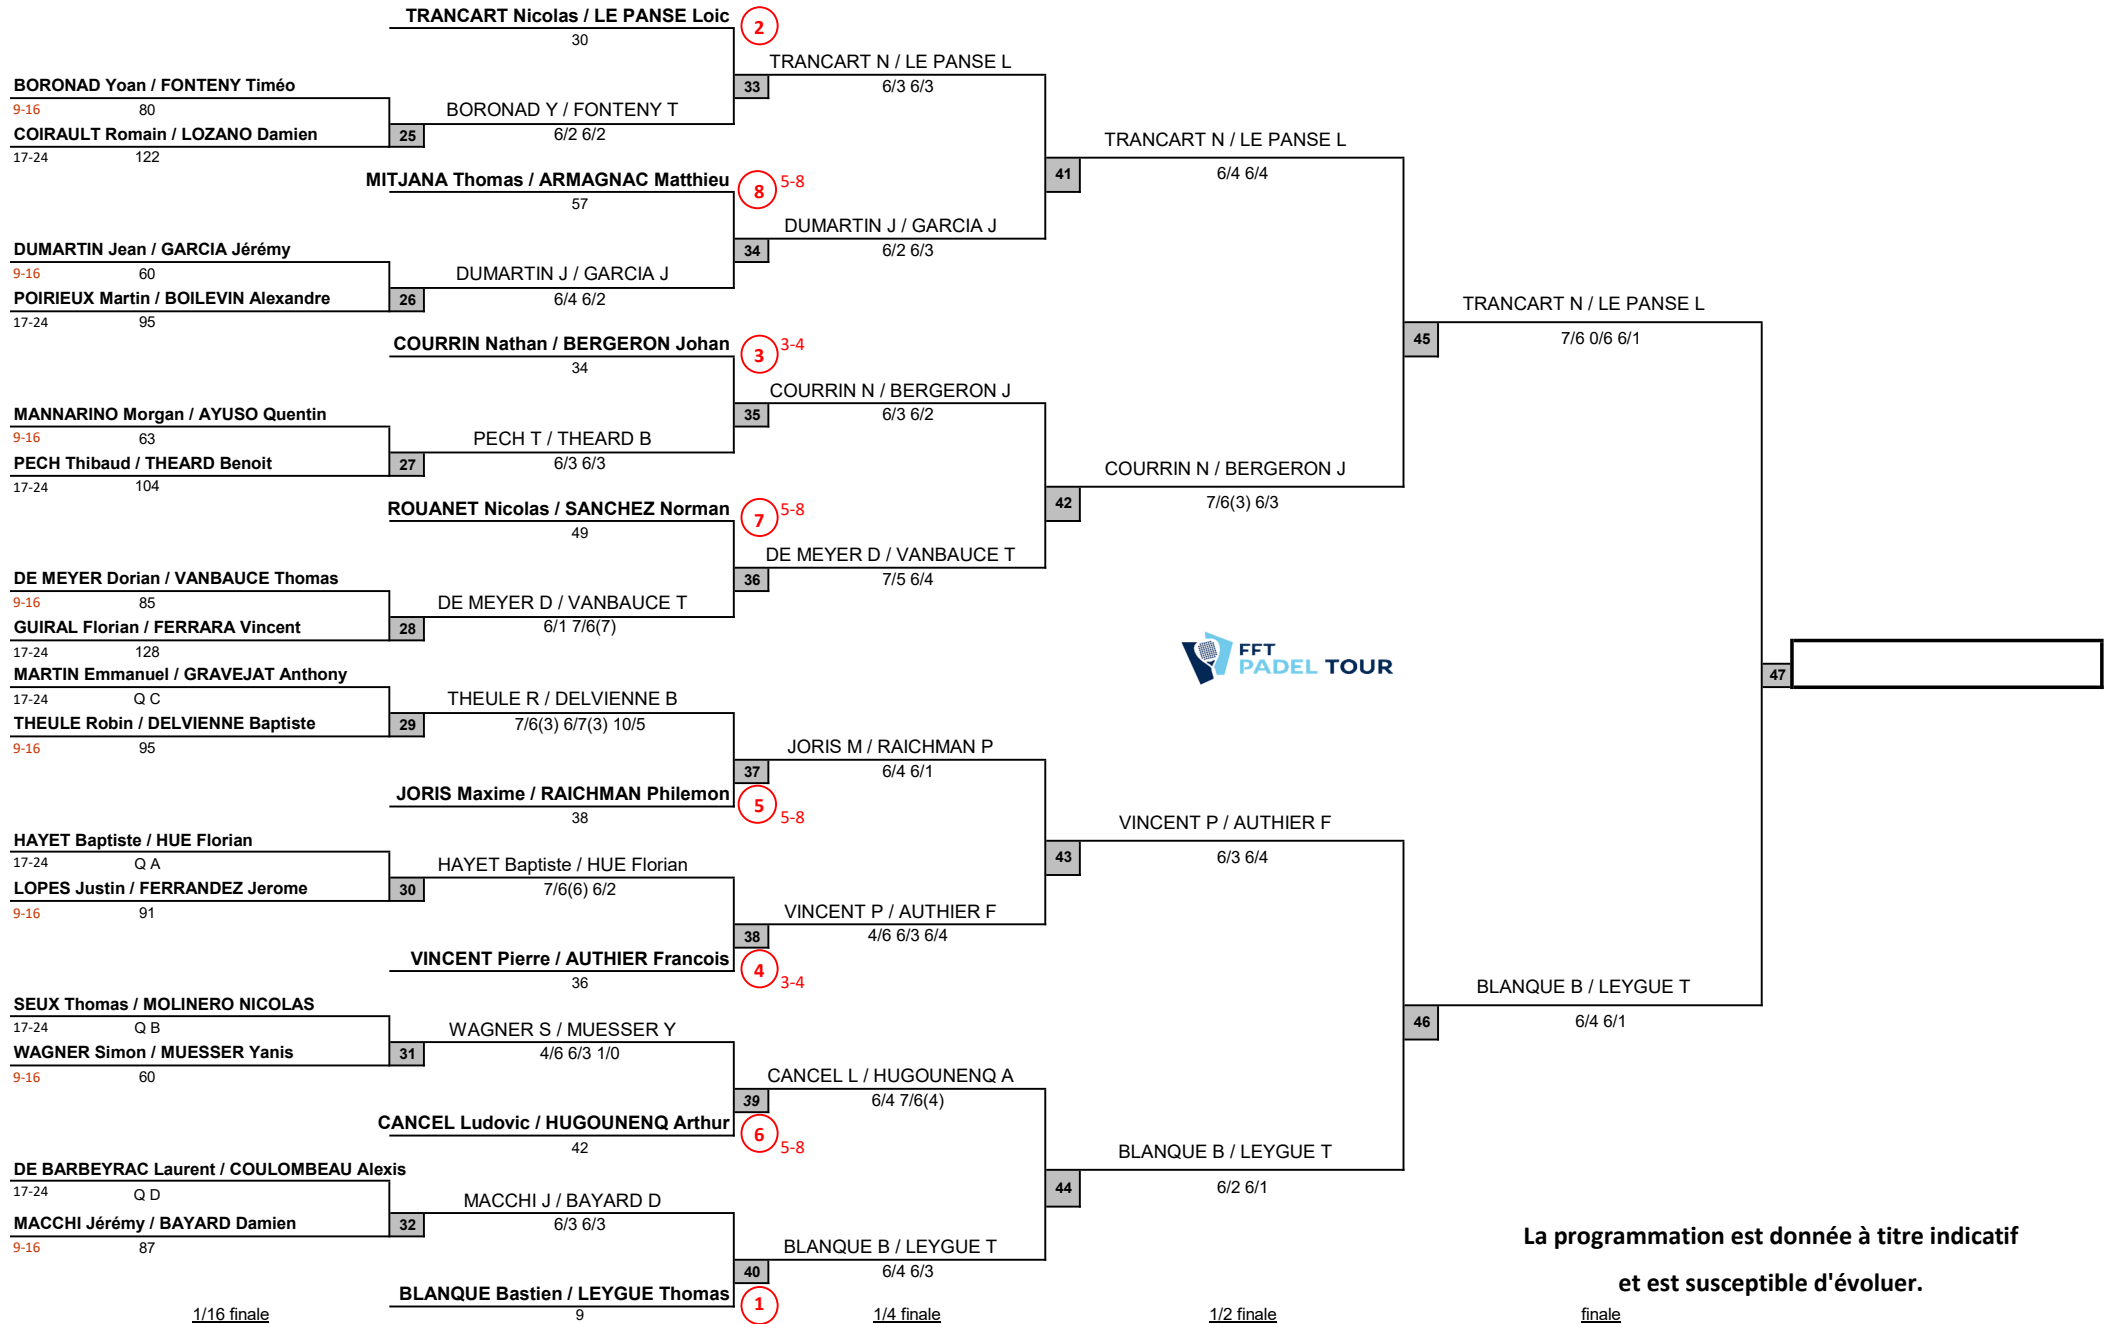 TRANCART Nicolas / LE PANSE Loic
2
30
TRANCART N / LE PANSE L
BORONAD Yoan / FONTENY Timéo
33
6/3 6/3
9-16
80
BORONAD Y / FONTENY T
COIRAULT Romain / LOZANO Damien
25
6/2 6/2
TRANCART N / LE PANSE L
17-24
122
41
6/4 6/4
MITJANA Thomas / ARMAGNAC Matthieu
8
5-8
57
DUMARTIN J / GARCIA J
DUMARTIN Jean / GARCIA Jérémy
34
6/2 6/3
9-16
60
DUMARTIN J / GARCIA J
POIRIEUX Martin / BOILEVIN Alexandre
26
6/4 6/2
TRANCART N / LE PANSE L
17-24
95
45
7/6 0/6 6/1
COURRIN Nathan / BERGERON Johan
3
3-4
34
COURRIN N / BERGERON J
MANNARINO Morgan / AYUSO Quentin
35
6/3 6/2
9-16
63
PECH T / THEARD B
PECH Thibaud / THEARD Benoit
27
6/3 6/3
COURRIN N / BERGERON J
17-24
104
42
7/6(3) 6/3
ROUANET Nicolas / SANCHEZ Norman
7
5-8
49
DE MEYER D / VANBAUCE T
DE MEYER Dorian / VANBAUCE Thomas
36
7/5 6/4
9-16
85
DE MEYER D / VANBAUCE T
GUIRAL Florian / FERRARA Vincent
28
6/1 7/6(7)
17-24
128
FFT
PADEL TOUR
47
MARTIN Emmanuel / GRAVEJAT Anthony
17-24
Q C
THEULE R / DELVIENNE B
THEULE Robin / DELVIENNE Baptiste
29
7/6(3) 6/7(3) 10/5
9-16
95
JORIS M / RAICHMAN P
37
6/4 6/1
JORIS Maxime / RAICHMAN Philemon
5
5-8
38
VINCENT P / AUTHIER F
HAYET Baptiste / HUE Florian
43
6/3 6/4
17-24
Q A
HAYET Baptiste / HUE Florian
LOPES Justin / FERRANDEZ Jerome
30
7/6(6) 6/2
9-16
91
VINCENT P / AUTHIER F
38
4/6 6/3 6/4
VINCENT Pierre / AUTHIER Francois
4
3-4
36
BLANQUE B / LEYGUE T
SEUX Thomas / MOLINERO NICOLAS
46
6/4 6/1
17-24
Q B
WAGNER S / MUESSER Y
WAGNER Simon / MUESSER Yanis
31
4/6 6/3 1/0
9-16
60
CANCEL L / HUGOUNENQ A
39
6/4 7/6(4)
CANCEL Ludovic / HUGOUNENQ Arthur
6
5-8
42
BLANQUE B / LEYGUE T
DE BARBEYRAC Laurent / COULOMBEAU Alexis
44
6/2 6/1
17-24
Q D
MACCHI J / BAYARD D
MACCHI Jérémy / BAYARD Damien
32
6/3 6/3
9-16
87
BLANQUE B / LEYGUE T
40
6/4 6/3
BLANQUE Bastien / LEYGUE Thomas
1
9
La programmation est donnée à titre indicatif
et est susceptible d'évoluer.
1/16 finale
1/4 finale
1/2 finale
finale